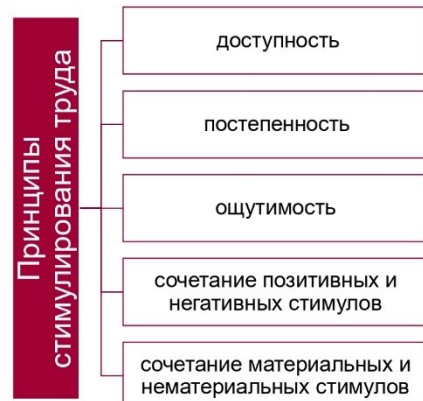 Принципы
стимулирования труда
доступность
постепенность
ощутимость
сочетание позитивных и
негативных стимулов
сочетание материальных и
нематериальных стимулов